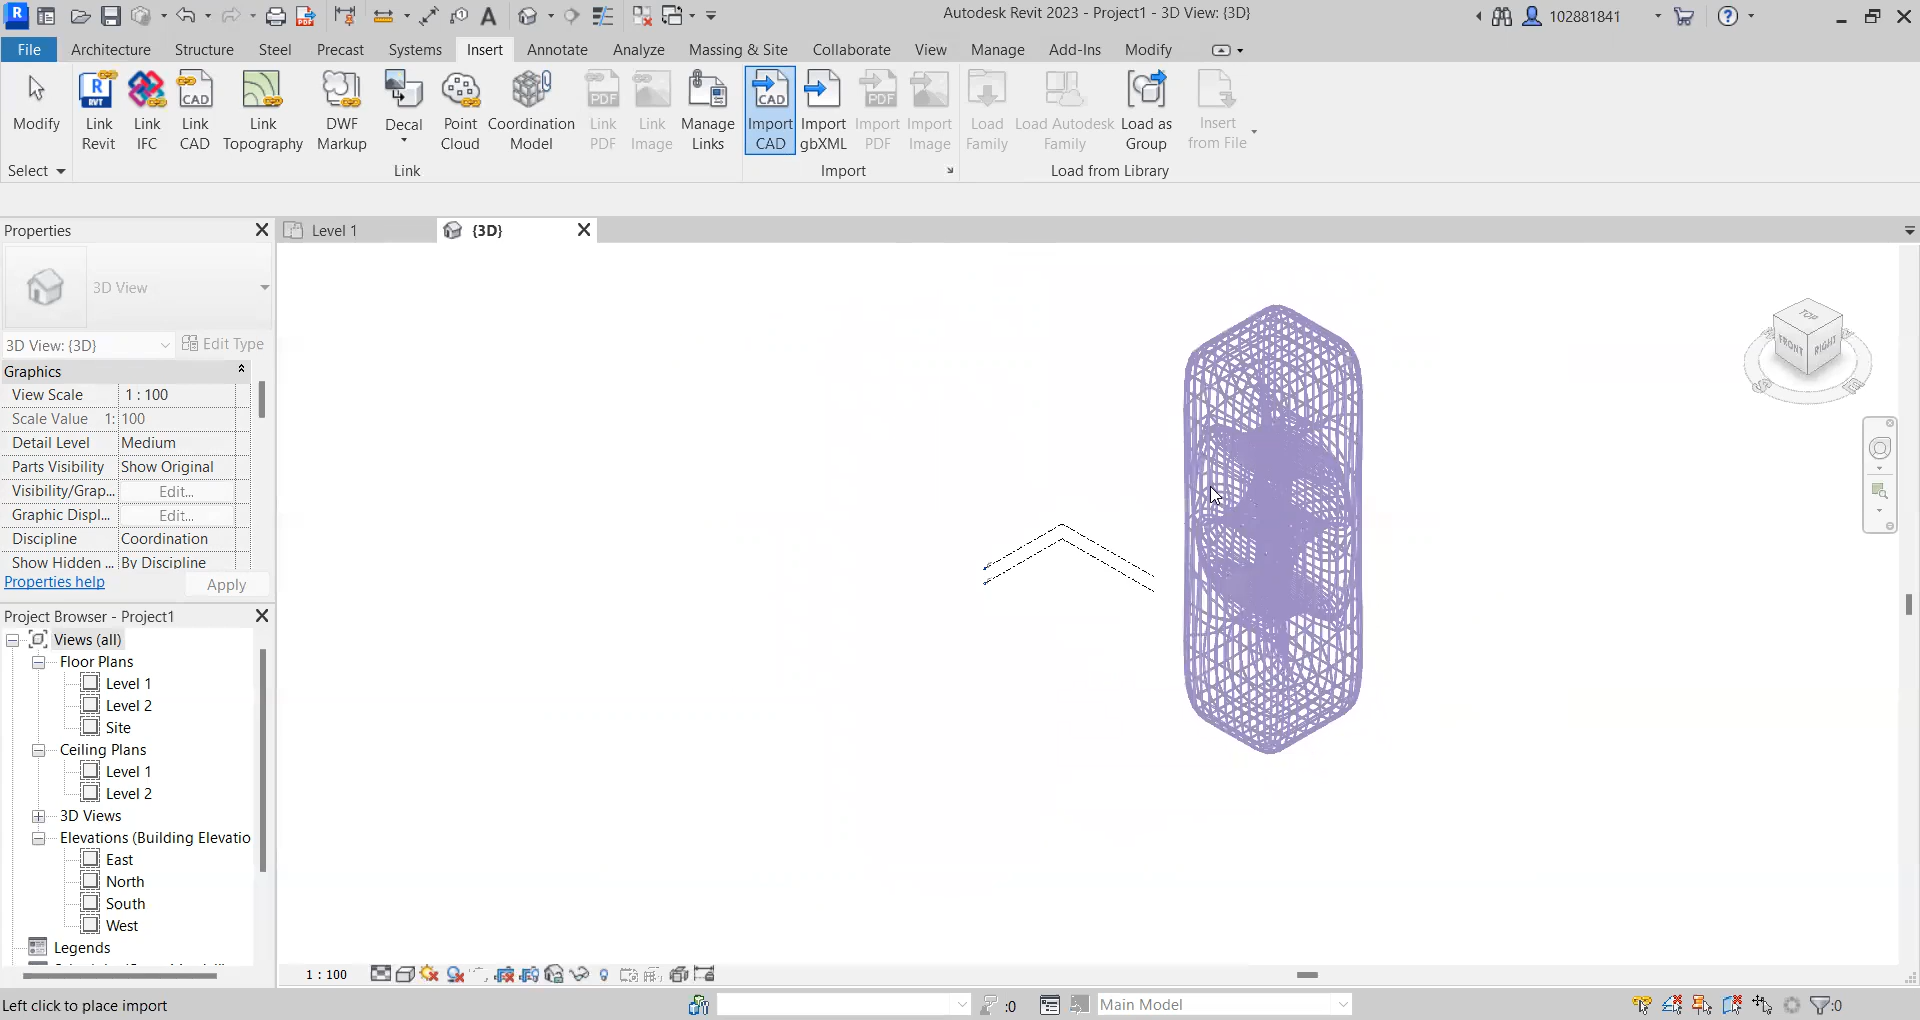 Autodesk Revit 2023 - Project1 - 3D View: {3D}
102881841
File Architecture Structure Steel Precast Systems Insert Annotate Analyze Massing & Site Collaborate View Manage Add-Ins Modify
Modify
Link Revit
Link IFC
Link CAD
Link Topography
DWF Markup
Decal
Point Cloud
Coordination Model
Link PDF
Link Image
Manage Links
Import CAD
Import gbXML
Import PDF
Import Image
Load Family
Load Autodesk Family
Load as Group
Insert from File
Select
Link
Import
Load from Library
Properties
Level 1
{3D}
3D View
3D View: {3D}
Edit Type
Graphics
View Scale 1 : 100
Scale Value 1: 100
Detail Level Medium
Parts Visibility Show Original
Visibility/Grap... Edit...
Graphic Displ... Edit...
Discipline Coordination
Show Hidden ... By Discipline
Properties help
Apply
TOP
FRONT
RIGHT
S
E
Project Browser - Project1
Views (all)
Floor Plans
Level 1
Level 2
Site
Ceiling Plans
Level 1
Level 2
3D Views
Elevations (Building Elevatio
East
North
South
West
Legends
1 : 100
Left click to place import
:0
Main Model
:0